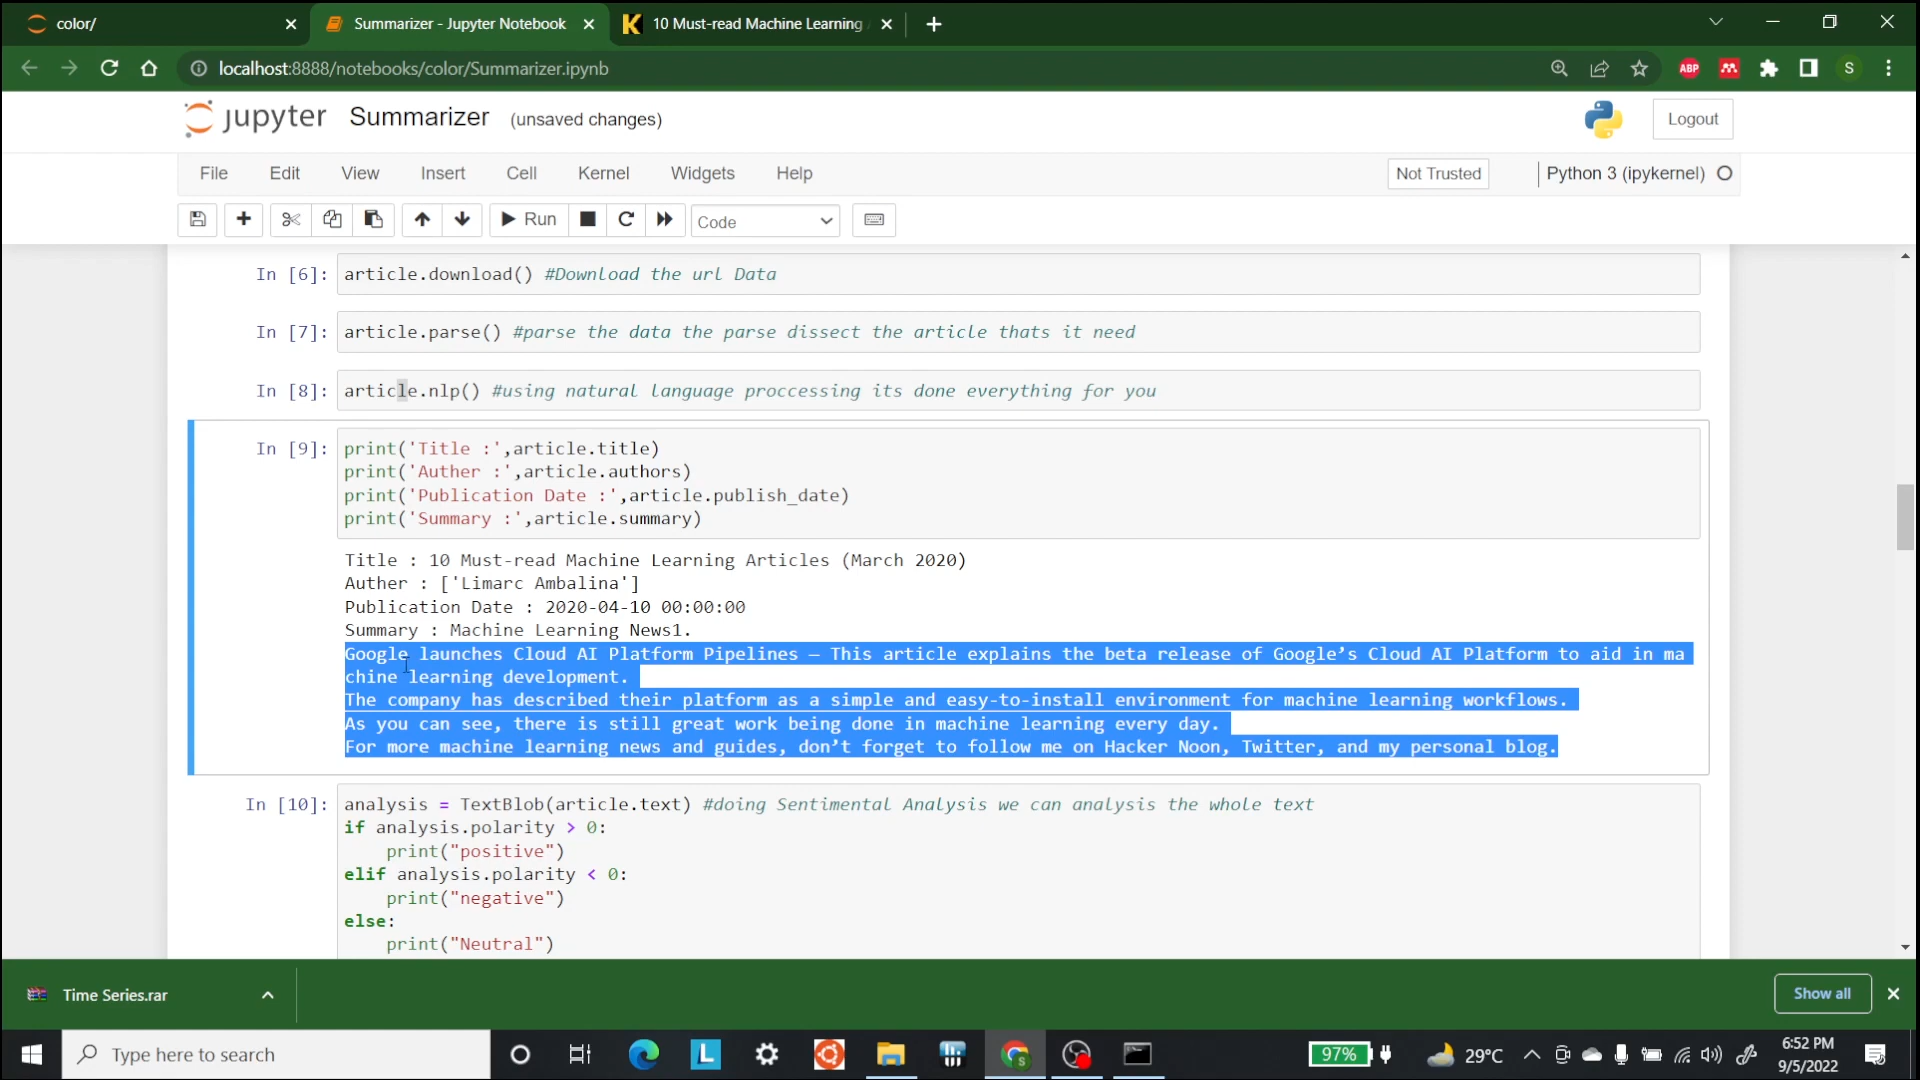 color/
Summarizer - Jupyter Notebook
10 Must-read Machine Learning
localhost:8888/notebooks/color/Summarizer.ipynb
ABP
S
jupyter Summarizer (unsaved changes)
Logout
File Edit View Insert Cell Kernel Widgets Help
Not Trusted
Python 3 (ipykernel)
Run
Code
In [6]: article.download() #Download the url Data
In [7]: article.parse() #parse the data the parse dissect the article thats it need
In [8]: article.nlp() #using natural language proccessing its done everything for you
In [9]: print('Title :',article.title)
print('Auther :',article.authors)
print('Publication Date :',article.publish_date)
print('Summary :',article.summary)
Title : 10 Must-read Machine Learning Articles (March 2020)
Auther : ['Limarc Ambalina']
Publication Date : 2020-04-10 00:00:00
Summary : Machine Learning News1.
Google launches Cloud AI Platform Pipelines – This article explains the beta release of Google’s Cloud AI Platform to aid in ma
chine learning development.
The company has described their platform as a simple and easy-to-install environment for machine learning workflows.
As you can see, there is still great work being done in machine learning every day.
For more machine learning news and guides, don’t forget to follow me on Hacker Noon, Twitter, and my personal blog.
In [10]: analysis = TextBlob(article.text) #doing Sentimental Analysis we can analysis the whole text
if analysis.polarity > 0:
print("positive")
elif analysis.polarity < 0:
print("negative")
else:
print("Neutral")
Time Series.rar
Show all
Type here to search
L
97%
29°C
6:52 PM
9/5/2022